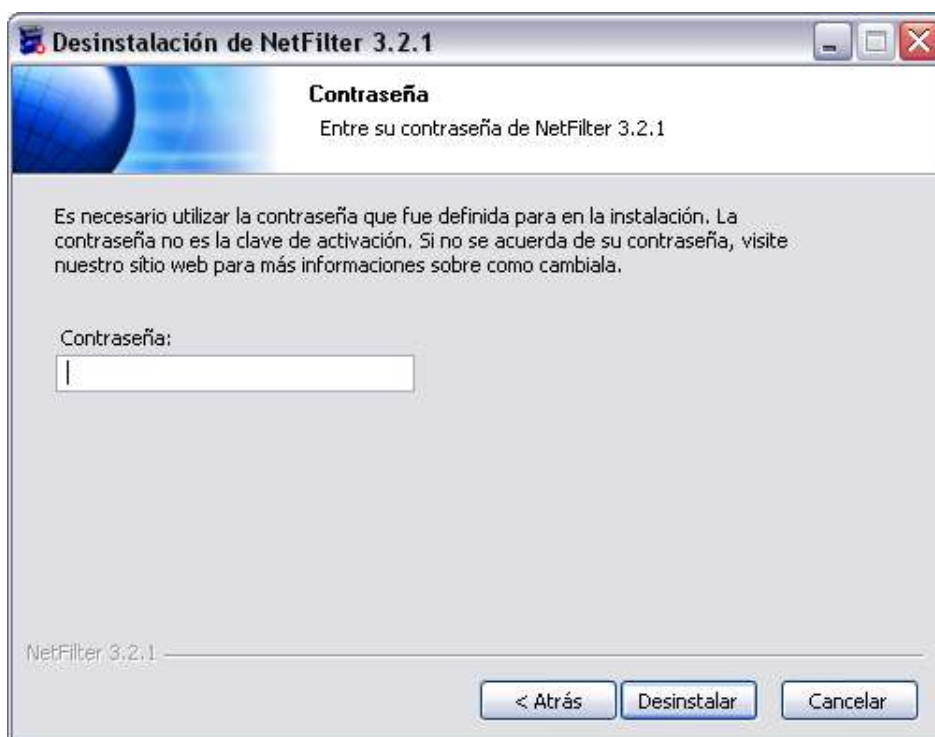 Desinstalación de NetFilter 3.2.1
Contraseña
Entre su contraseña de NetFilter 3.2.1
Es necesario utilizar la contraseña que fue definida para en la instalación. La
contraseña no es la clave de activación. Si no se acuerda de su contraseña, visite
nuestro sítio web para más informaciones sobre como cambiala.
Contraseña:
NetFilter 3.2.1
< Atrás
Desinstalar
Cancelar